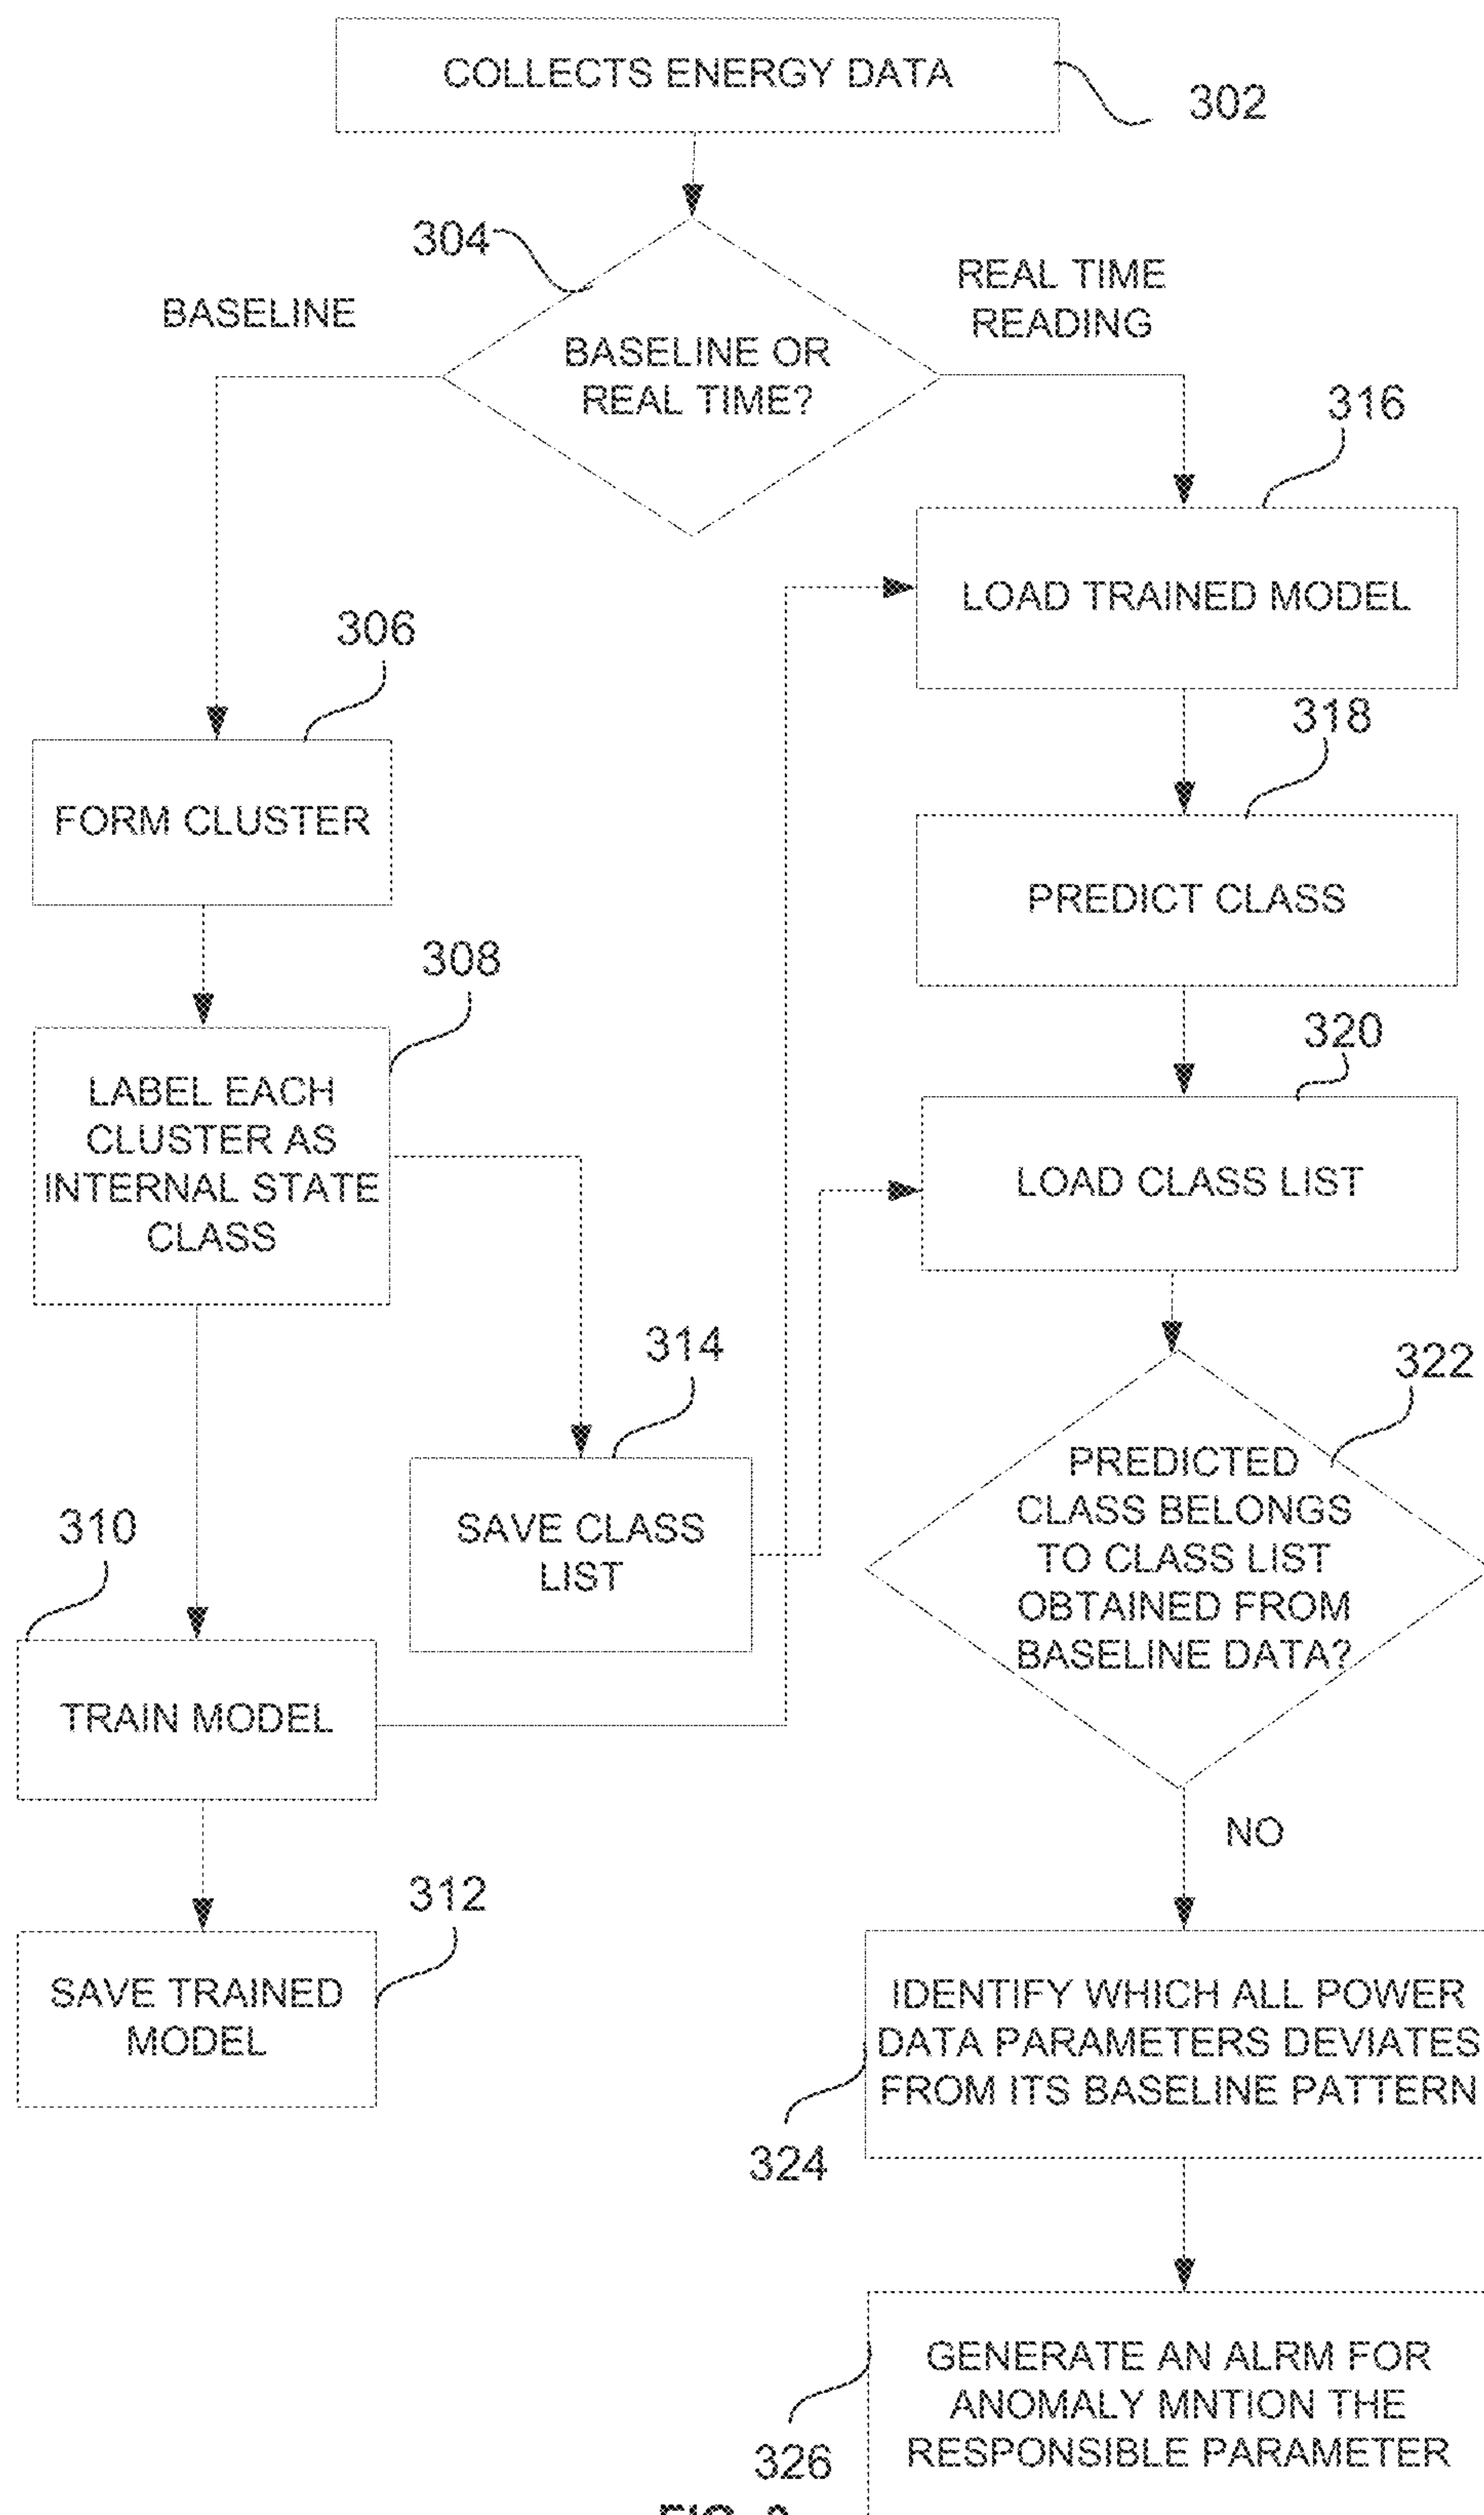 COLLECTS ENERGY DATA
302
304
BASELINE
REAL TIME
READING
BASELINE OR
REAL TIME?
316
LOAD TRAINED MODEL
306
FORM CLUSTER
318
PREDICT CLASS
308
LABEL EACH
CLUSTER AS
INTERNAL STATE
CLASS
320
LOAD CLASS LIST
314
SAVE CLASS
LIST
322
PREDICTED
CLASS BELONGS
TO CLASS LIST
OBTAINED FROM
BASELINE DATA?
310
TRAIN MODEL
NO
312
SAVE TRAINED
MODEL
IDENTIFY WHICH ALL POWER
DATA PARAMETERS DEVIATES
FROM ITS BASELINE PATTERN
324
GENERATE AN ALRM FOR
ANOMALY MNTION THE
RESPONSIBLE PARAMETER
326
FIG.